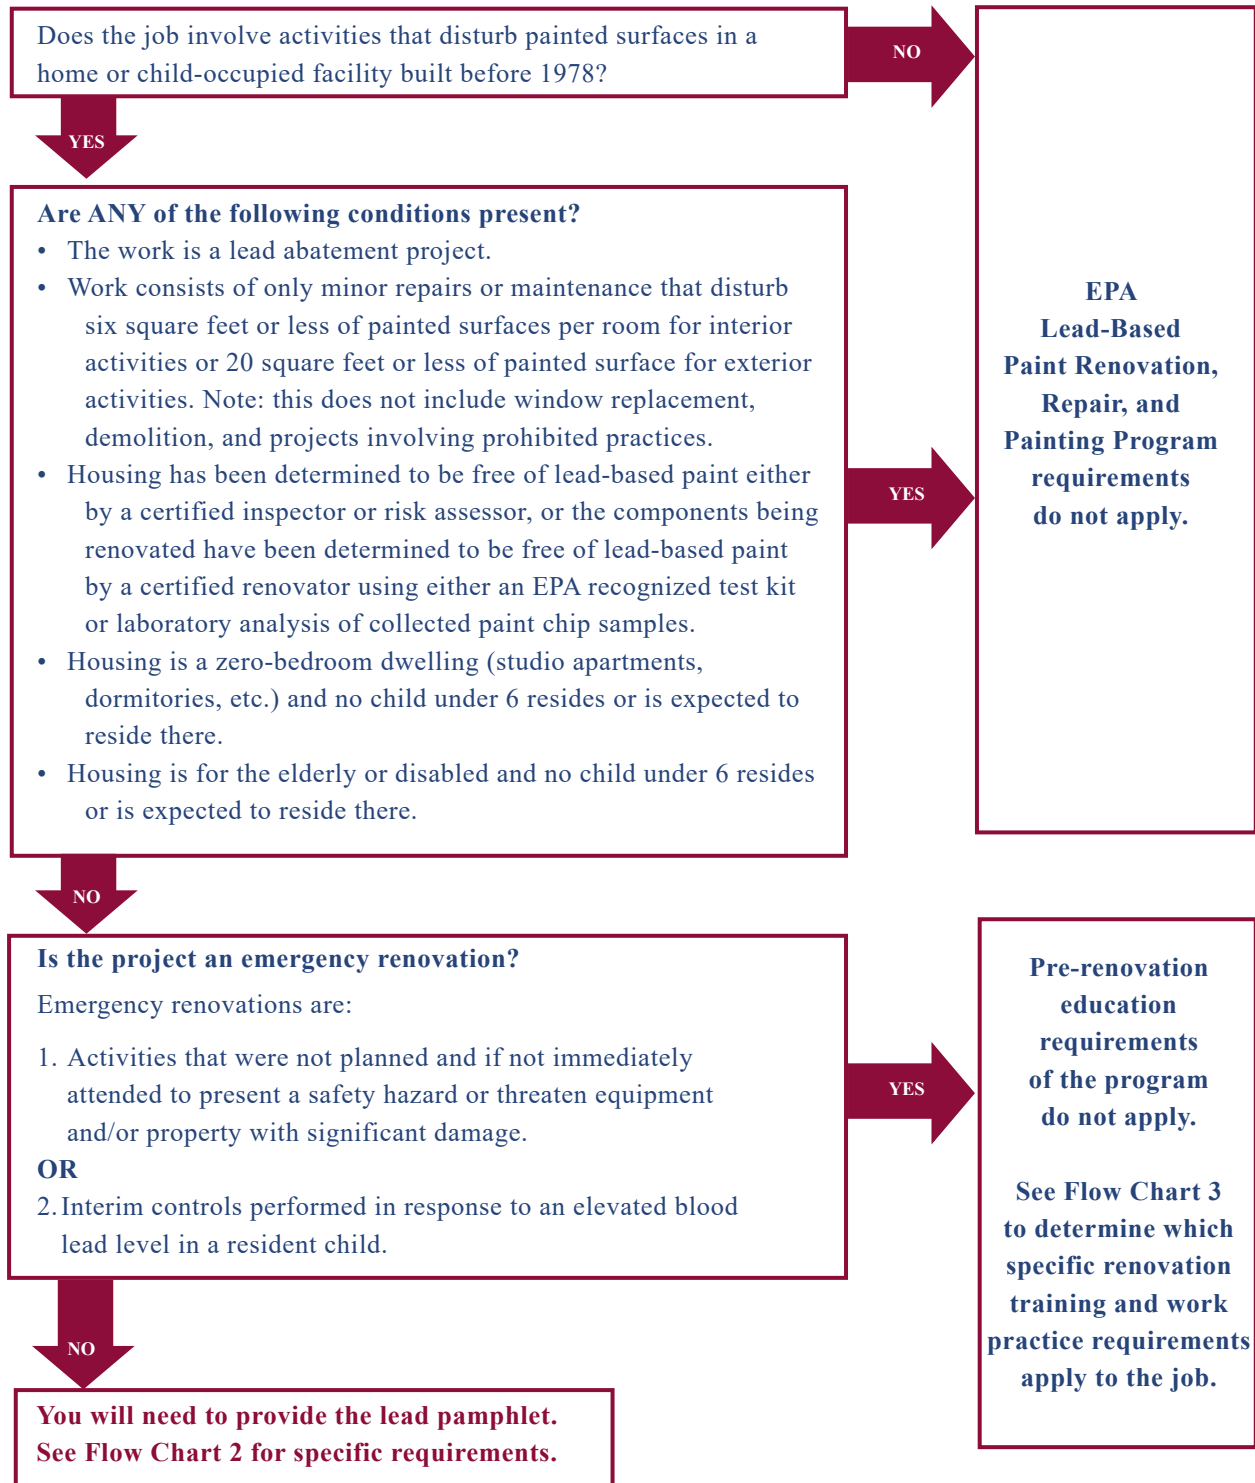 Does the job involve activities that disturb painted surfaces in a
home or child-occupied facility built before 1978?
NO
YES
Are ANY of the following conditions present?
• The work is a lead abatement project.
• Work consists of only minor repairs or maintenance that disturb
six square feet or less of painted surfaces per room for interior
activities or 20 square feet or less of painted surface for exterior
activities. Note: this does not include window replacement,
demolition, and projects involving prohibited practices.
• Housing has been determined to be free of lead-based paint either
by a certified inspector or risk assessor, or the components being
renovated have been determined to be free of lead-based paint
by a certified renovator using either an EPA recognized test kit
or laboratory analysis of collected paint chip samples.
• Housing is a zero-bedroom dwelling (studio apartments,
dormitories, etc.) and no child under 6 resides or is expected to
reside there.
• Housing is for the elderly or disabled and no child under 6 resides
or is expected to reside there.
YES
EPA
Lead-Based
Paint Renovation,
Repair, and
Painting Program
requirements
do not apply.
NO
Is the project an emergency renovation?
Emergency renovations are:
1. Activities that were not planned and if not immediately
attended to present a safety hazard or threaten equipment
and/or property with significant damage.
OR
2. Interim controls performed in response to an elevated blood
lead level in a resident child.
YES
Pre-renovation
education
requirements
of the program
do not apply.
See Flow Chart 3
to determine which
specific renovation
training and work
practice requirements
apply to the job.
NO
You will need to provide the lead pamphlet.
See Flow Chart 2 for specific requirements.